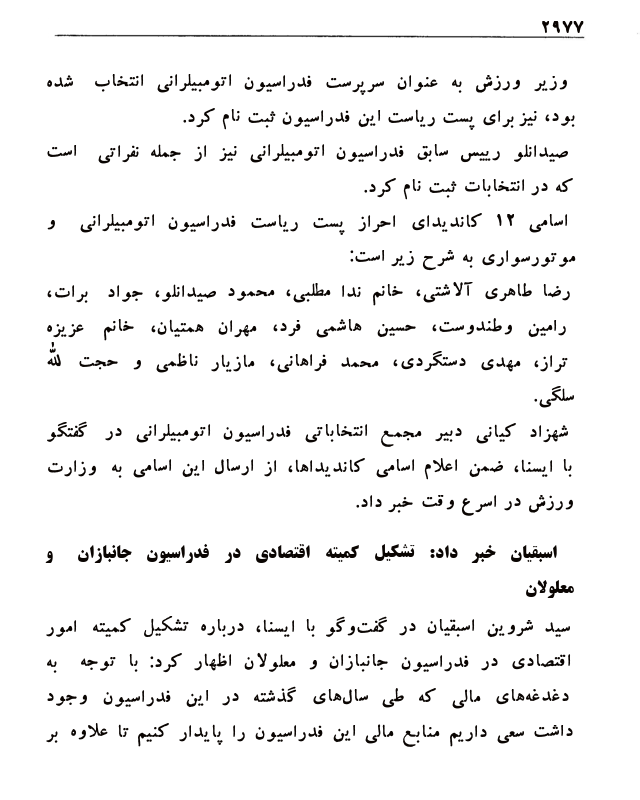 ۲۹۷۷
وزیر ورزش به عنوان سرپرست فدراسیون اتومبیلرانی انتخاب شده
بود، نیز برای پست ریاست این فدراسیون ثبت نام کرد.
صیدانلو رییس سابق فدراسیون اتومبیلرانی نیز از جمله نفراتی است
که در انتخابات ثبت نام کرد.
اسامی ۱۲ کاندیدای احراز پست ریاست فدراسیون اتومبیلرانی و
موتورسواری به شرح زیر است:
رضا طاهری آلاشتی، خانم ندا مطلبی، محمود صیدانلو، جواد برات،
رامین وطندوست، حسین هاشمی فرد، مهران همتیان، خانم عزیزه
تراز، مهدی دستگردی، محمد فراهانی، مازیار ناظمی و حجت لله
سلگی.
شهزاد کیانی دبیر مجمع انتخاباتی فدراسیون اتومبیلرانی در گفتگو
با ایسنا، ضمن اعلام اسامی کاندیداها، از ارسال این اسامی به وزارت
ورزش در اسرع وقت خبر داد.
اسبقیان خبر داد: تشکیل کمیته اقتصادی در فدراسیون جانبازان و
معلولان
سید شروین اسبقیان در گفت‌وگو با ایسنا، درباره تشکیل کمیته امور
اقتصادی در فدراسیون جانبازان و معلولان اظهار کرد: با توجه به
دغدغه‌های مالی که طی سال‌های گذشته در این فدراسیون وجود
داشت سعی داریم منابع مالی این فدراسیون را پایدار کنیم تا علاوه بر